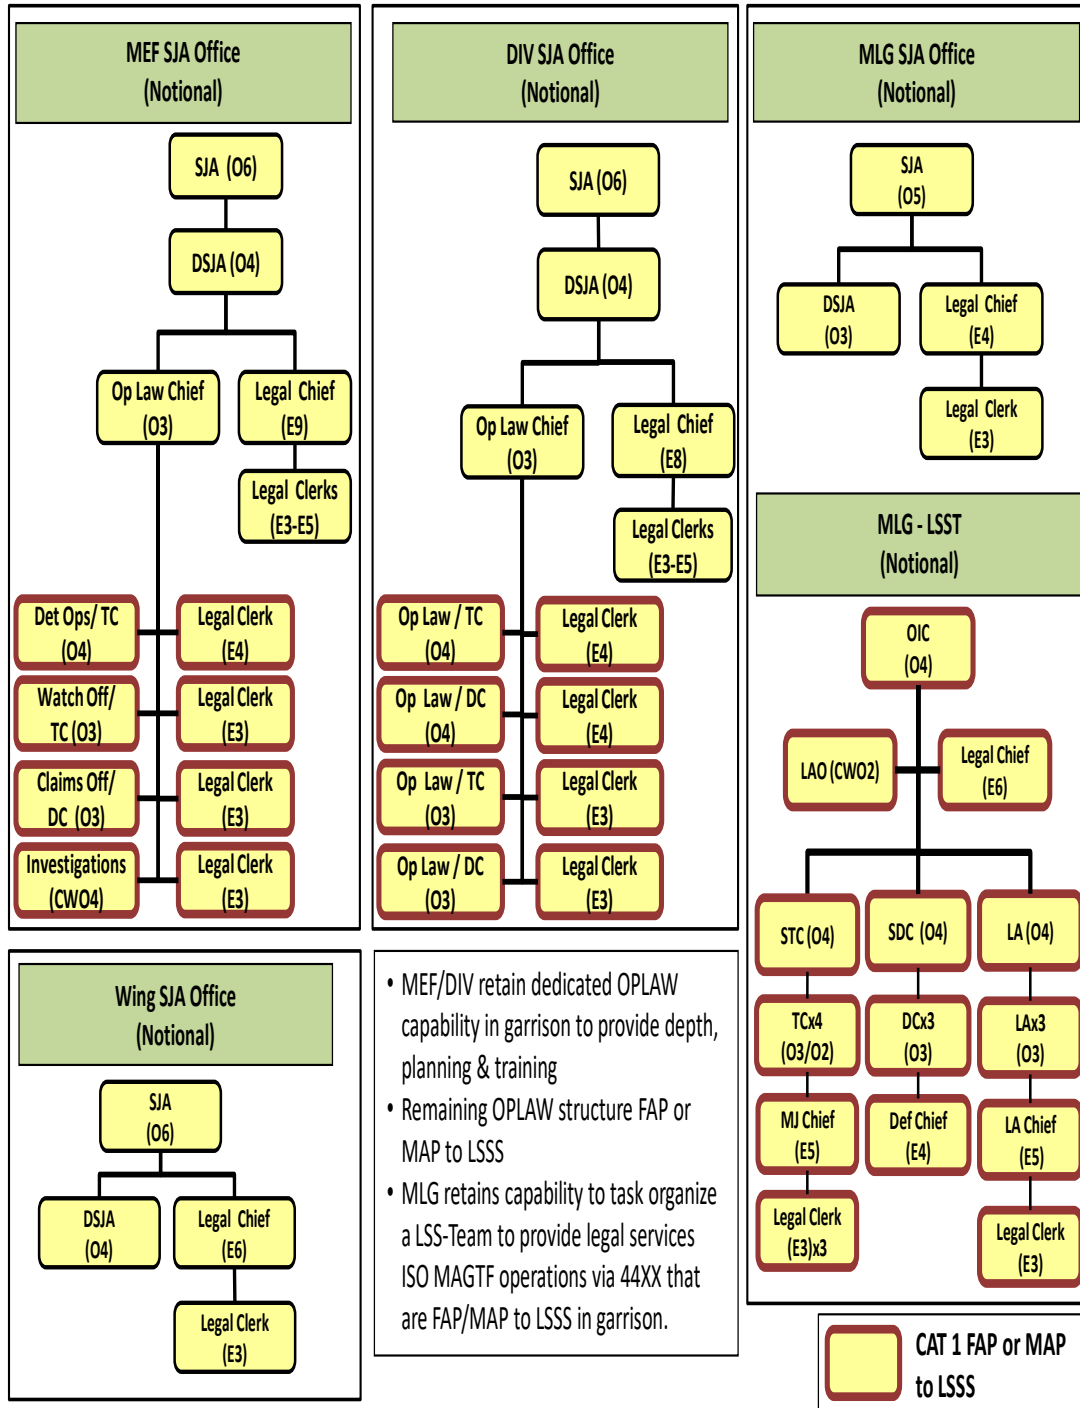 MEF SJA Office
(Notional)
SJA (O6)
DSJA (O4)
Op Law Chief
(O3)
Legal Chief
(E9)
Legal Clerks
(E3-E5)
Det Ops/ TC
(O4)
Legal Clerk
(E4)
Watch Off/
TC (O3)
Legal Clerk
(E3)
Claims Off/
DC (O3)
Legal Clerk
(E3)
Investigations
(CWO4)
Legal Clerk
(E3)
DIV SJA Office
(Notional)
SJA (O6)
DSJA (O4)
Op Law Chief
(O3)
Legal Chief
(E8)
Legal Clerks
(E3-E5)
Op Law / TC
(O4)
Legal Clerk
(E4)
Op Law / DC
(O4)
Legal Clerk
(E4)
Op Law / TC
(O3)
Legal Clerk
(E3)
Op Law / DC
(O3)
Legal Clerk
(E3)
MLG SJA Office
(Notional)
SJA
(O5)
DSJA
(O3)
Legal Chief
(E4)
Legal Clerk
(E3)
MLG - LSST
(Notional)
OIC
(O4)
LAO (CWO2)
Legal Chief
(E6)
STC (O4)
SDC (O4)
LA (O4)
TCx4
(O3/O2)
DCx3
(O3)
LAx3
(O3)
MJ Chief
(E5)
Def Chief
(E4)
LA Chief
(E5)
Legal Clerk
(E3)x3
Legal Clerk
(E3)
Wing SJA Office
(Notional)
SJA
(O6)
DSJA
(O4)
Legal Chief
(E6)
Legal Clerk
(E3)
• MEF/DIV retain dedicated OPLAW
capability in garrison to provide depth,
planning & training
• Remaining OPLAW structure FAP or
MAP to LSSS
• MLG retains capability to task organize
a LSS-Team to provide legal services
ISO MAGTF operations via 44XX that
are FAP/MAP to LSSS in garrison.
CAT 1 FAP or MAP
to LSSS